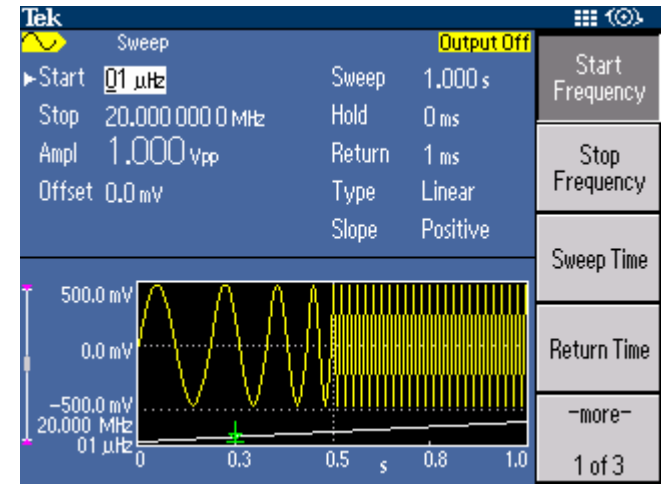 Tek
Sweep
Output Off
Start 01 µHz
Stop 20.000 000 0 MHz
Ampl 1.000 Vpp
Offset 0.0 mV
Sweep 1.000 s
Hold 0 ms
Return 1 ms
Type Linear
Slope Positive
500.0 mV
0.0 mV
-500.0 mV
20.000 MHz
01 µHz
0 0.3 0.5 s 0.8 1.0
Start
Frequency
Stop
Frequency
Sweep Time
Return Time
-more-
1 of 3